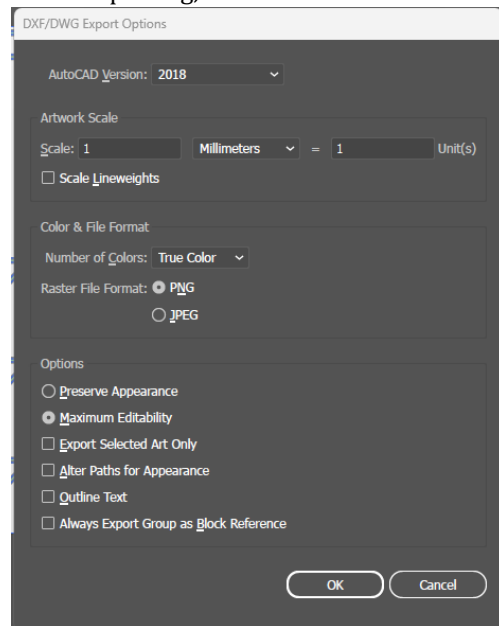 DXF/DWG Export Options
AutoCAD Version: 2018
Artwork Scale
Scale: 1 Millimeters = 1 Unit(s)
Scale Lineweights
Color & File Format
Number of Colors: True Color
Raster File Format: PNG
JPEG
Options
Preserve Appearance
Maximum Editability
Export Selected Art Only
Alter Paths for Appearance
Outline Text
Always Export Group as Block Reference
OK Cancel